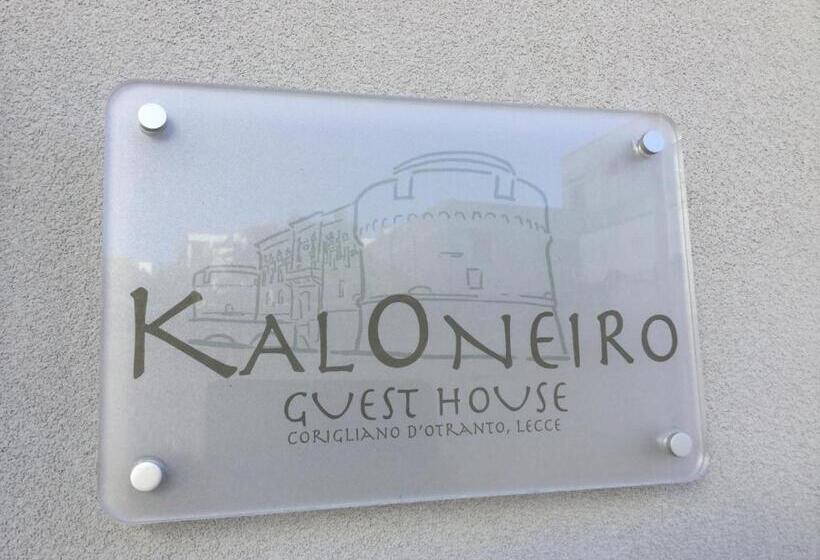 KALONEIRO
GUEST HOUSE
CORIGLIANO D'OTRANTO, LECCE